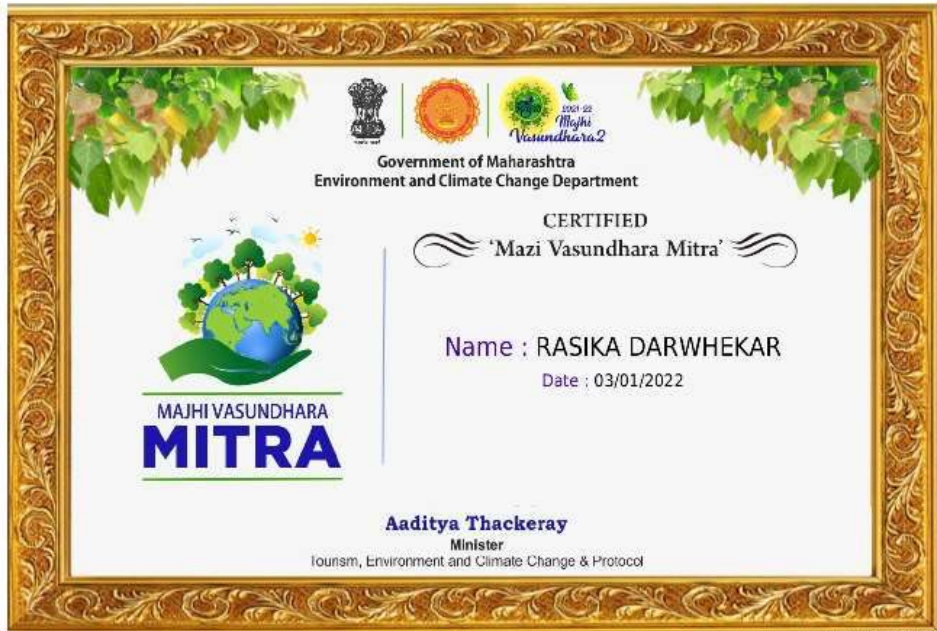 2021-22
Majhi
Vasundhara2
Government of Maharashtra
Environment and Climate Change Department
CERTIFIED
'Mazi Vasundhara Mitra'
Name : RASIKA DARWHEKAR
Date : 03/01/2022
MAJHI VASUNDHARA
MITRA
Aaditya Thackeray
Minister
Tourism, Environment and Climate Change & Protocol